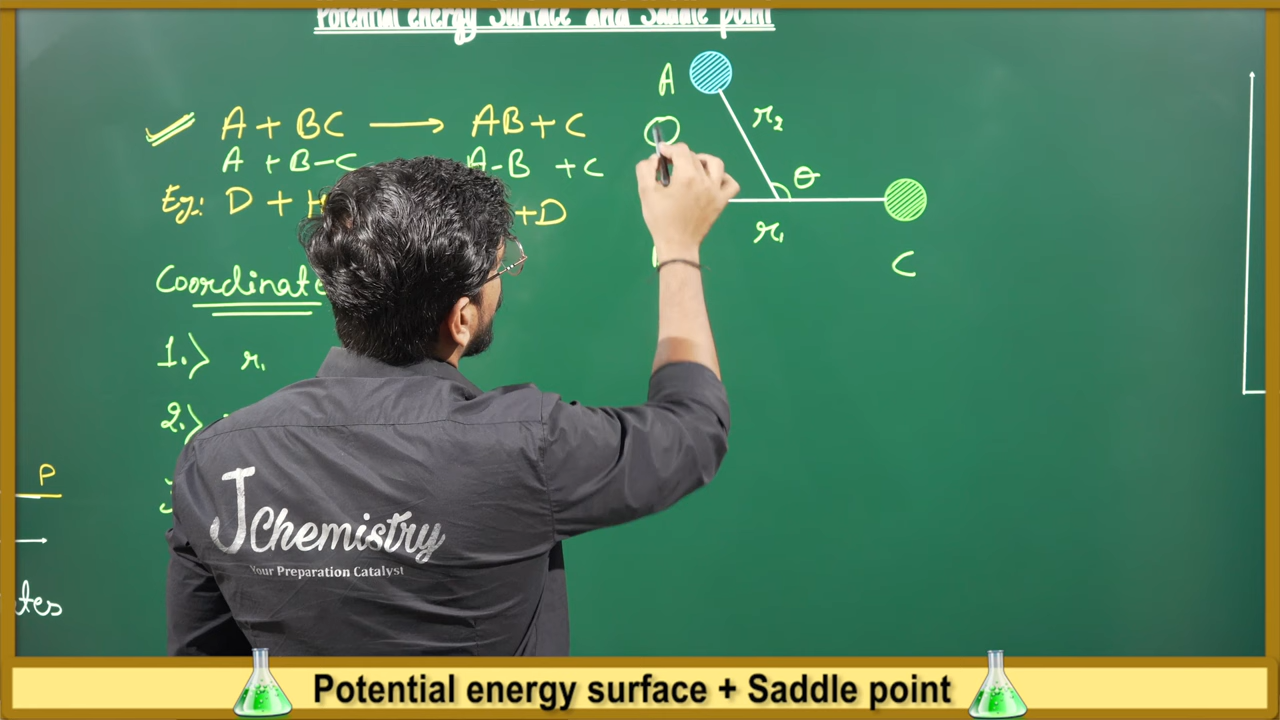 Potential energy Surface and Saddle point
A + BC ⟶ AB + C
A + B-C A-B + C
Eg:- D + H + D
Coordinate
1.> r₁
2.>
A
r₂
θ
r₁
C
P
tes
J Chemistry
Your Preparation Catalyst
Potential energy surface + Saddle point